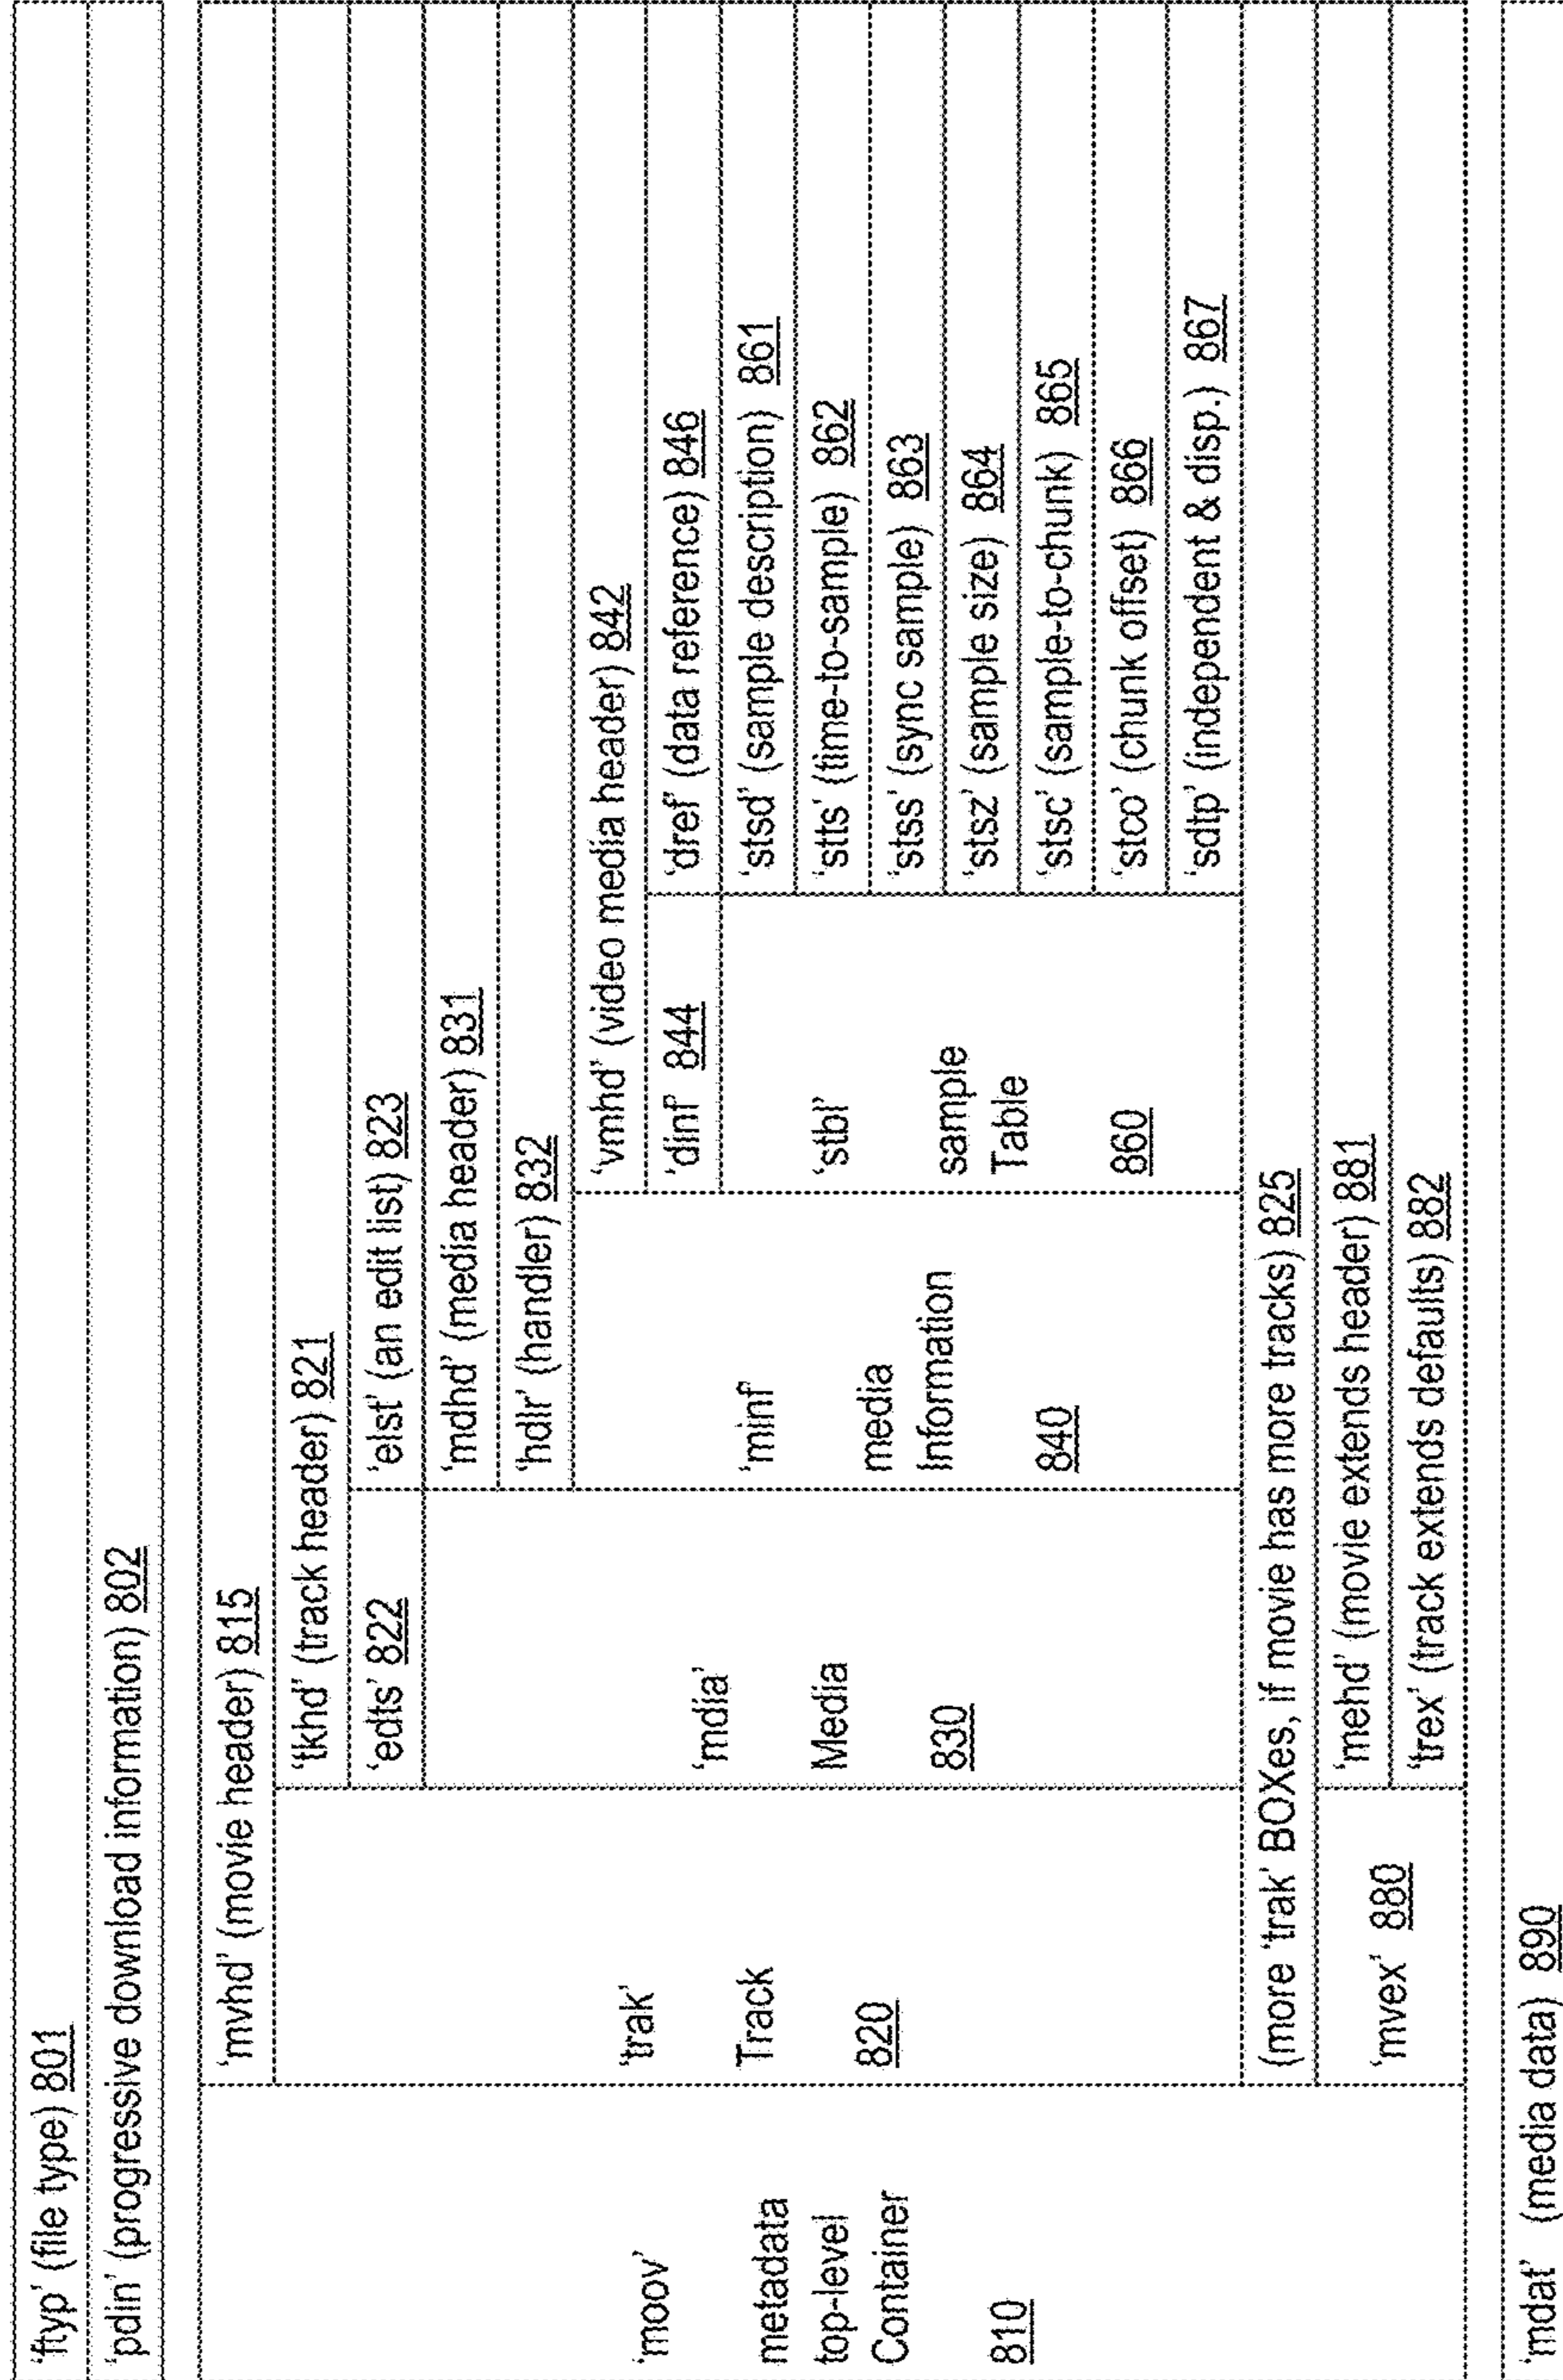 'ftyp' (file type) 801
'pdin' (progressive download information) 802
'moov'
metadata
top-level
Container
810
'mvhd' (movie header) 815
'trak'
Track
820
'tkhd' (track header) 821
'edts' 822
'elst' (an edit list) 823
'mdia'
Media
830
'mdhd' (media header) 831
'hdlr' (handler) 832
'minf'
media
Information
840
'vmhd' (video media header) 842
'dinf' 844
'dref' (data reference) 846
'stbl'
sample
Table
860
'stsd' (sample description) 861
'stts' (time-to-sample) 862
'stss' (sync sample) 863
'stsz' (sample size) 864
'stsc' (sample-to-chunk) 865
'stco' (chunk offset) 866
'sdtp' (independent & disp.) 867
(more 'trak' BOXes, if movie has more tracks) 825
'mvex' 880
'mehd' (movie extends header) 881
'trex' (track extends defaults) 882
'mdat' (media data) 890